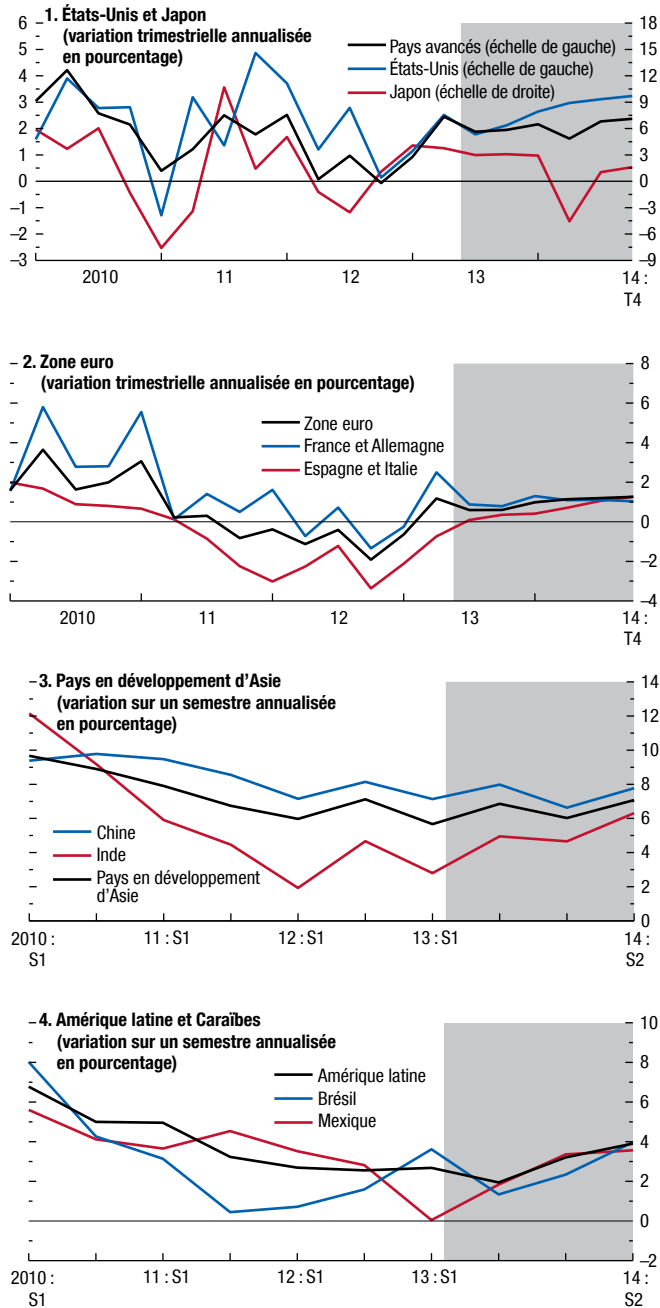 1. États-Unis et Japon
(variation trimestrielle annualisée
en pourcentage)
Pays avancés (échelle de gauche)
États-Unis (échelle de gauche)
Japon (échelle de droite)
6
5
4
3
2
1
0
–1
–2
–3
18
15
12
9
6
3
0
–3
–6
–9
2010
11
12
13
14 :
T4
2. Zone euro
(variation trimestrielle annualisée en pourcentage)
Zone euro
France et Allemagne
Espagne et Italie
8
6
4
2
0
–2
–4
2010
11
12
13
14 :
T4
3. Pays en développement d’Asie
(variation sur un semestre annualisée
en pourcentage)
Chine
Inde
Pays en développement
d’Asie
14
12
10
8
6
4
2
0
2010 :
S1
11 : S1
12 : S1
13 : S1
14 :
S2
4. Amérique latine et Caraïbes
(variation sur un semestre annualisée
en pourcentage)
Amérique latine
Brésil
Mexique
10
8
6
4
2
0
–2
2010 :
S1
11 : S1
12 : S1
13 : S1
14 :
S2